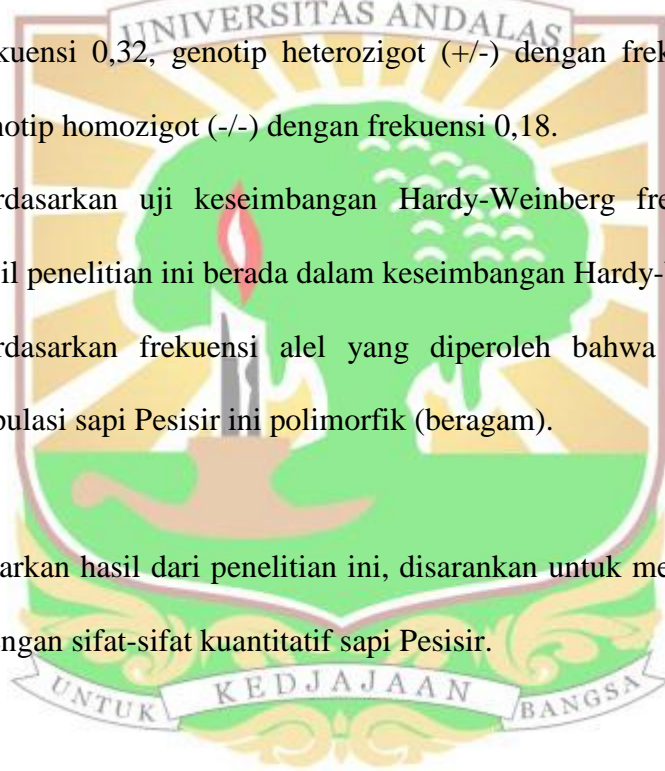 UNIVERSITAS ANDALAS
kuensi 0,32, genotip heterozigot (+/-) dengan frek
notip homozigot (-/-) dengan frekuensi 0,18.
rdasarkan uji keseimbangan Hardy-Weinberg fre
il penelitian ini berada dalam keseimbangan Hardy-
rdasarkan frekuensi alel yang diperoleh bahwa
pulasi sapi Pesisir ini polimorfik (beragam).
arkan hasil dari penelitian ini, disarankan untuk me
engan sifat-sifat kuantitatif sapi Pesisir.
UNTUK KEDJAJAAN BANGSA